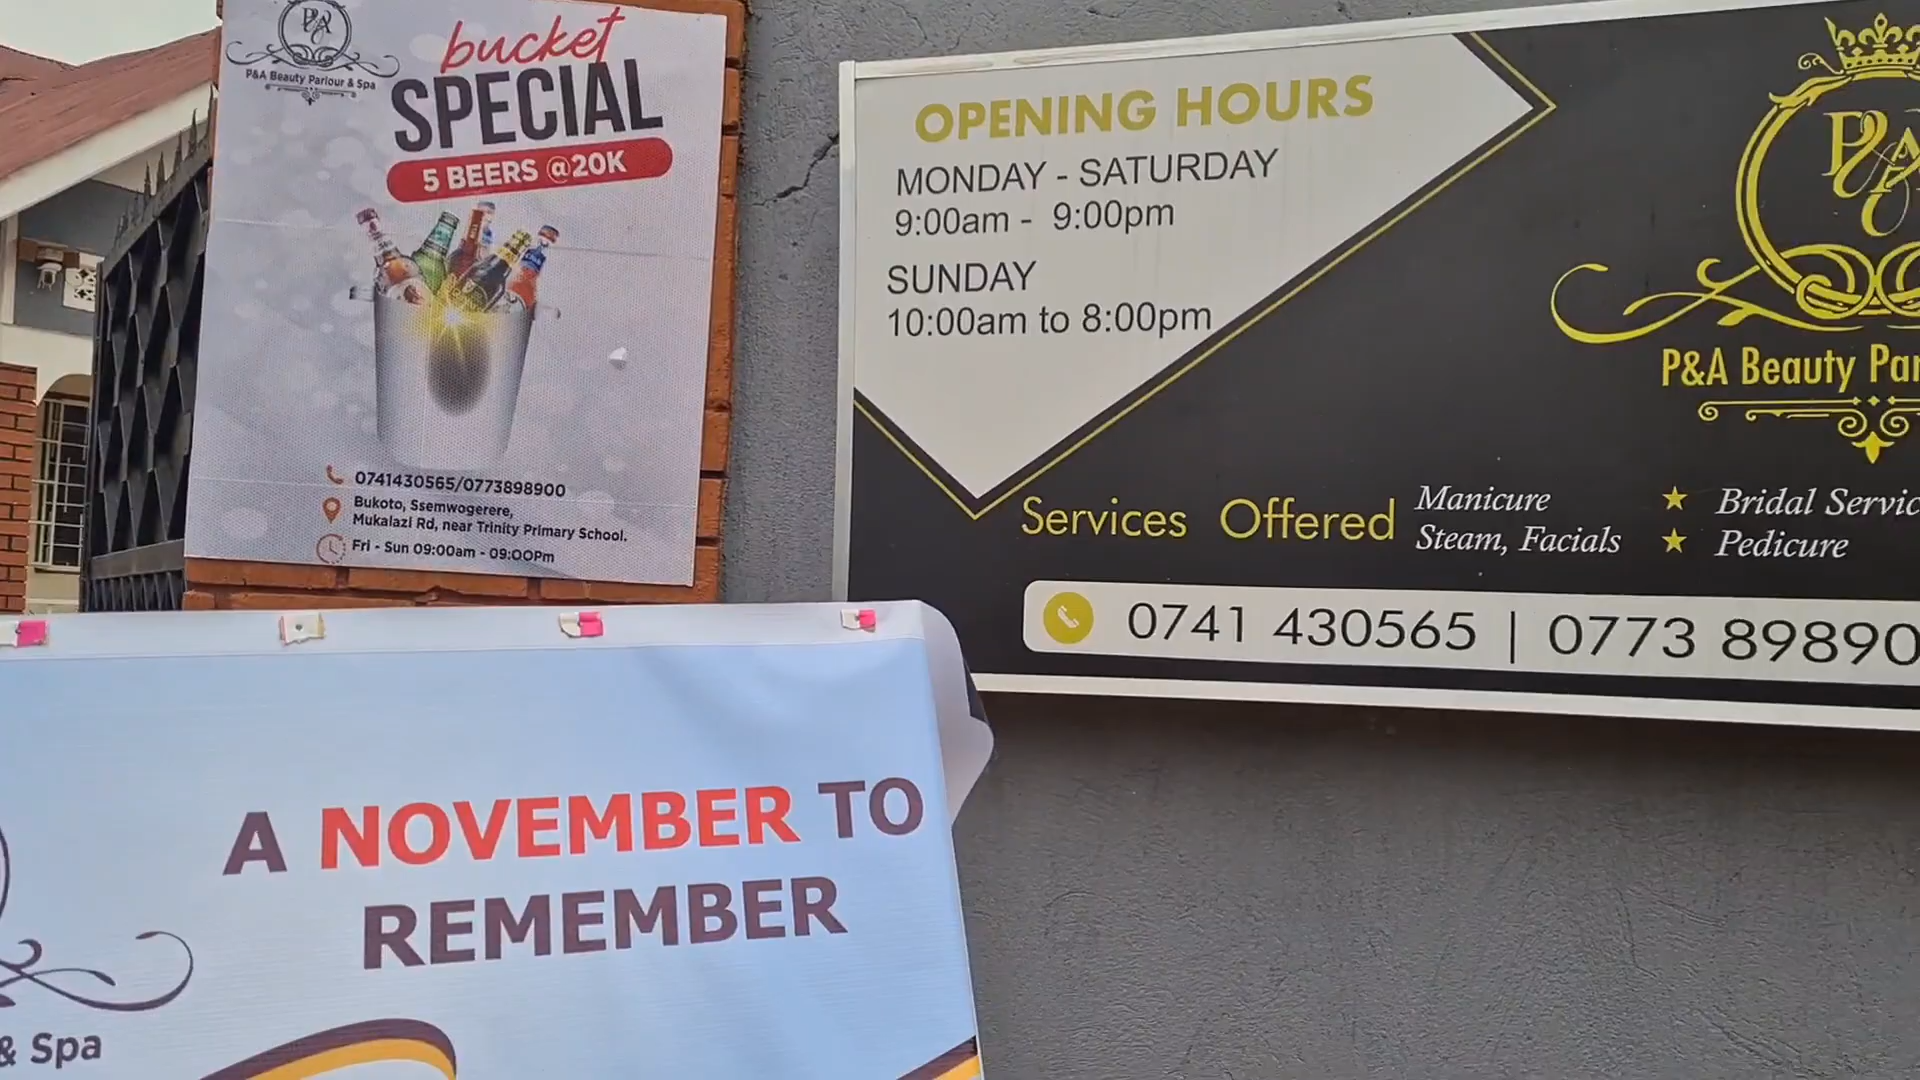 P&A
P&A Beauty Parlour & Spa
bucket
SPECIAL
5 BEERS @20K
0741430565/0773898900
Bukoto, Ssemwogerere,
Mukalazi Rd, near Trinity Primary School.
Fri - Sun 09:00am - 09:00Pm
OPENING HOURS
MONDAY - SATURDAY
9:00am - 9:00pm
SUNDAY
10:00am to 8:00pm
P&A
P&A Beauty Par
Services Offered
Manicure ★ Bridal Servic
Steam, Facials ★ Pedicure
0741 430565 | 0773 89890
A NOVEMBER TO
REMEMBER
& Spa